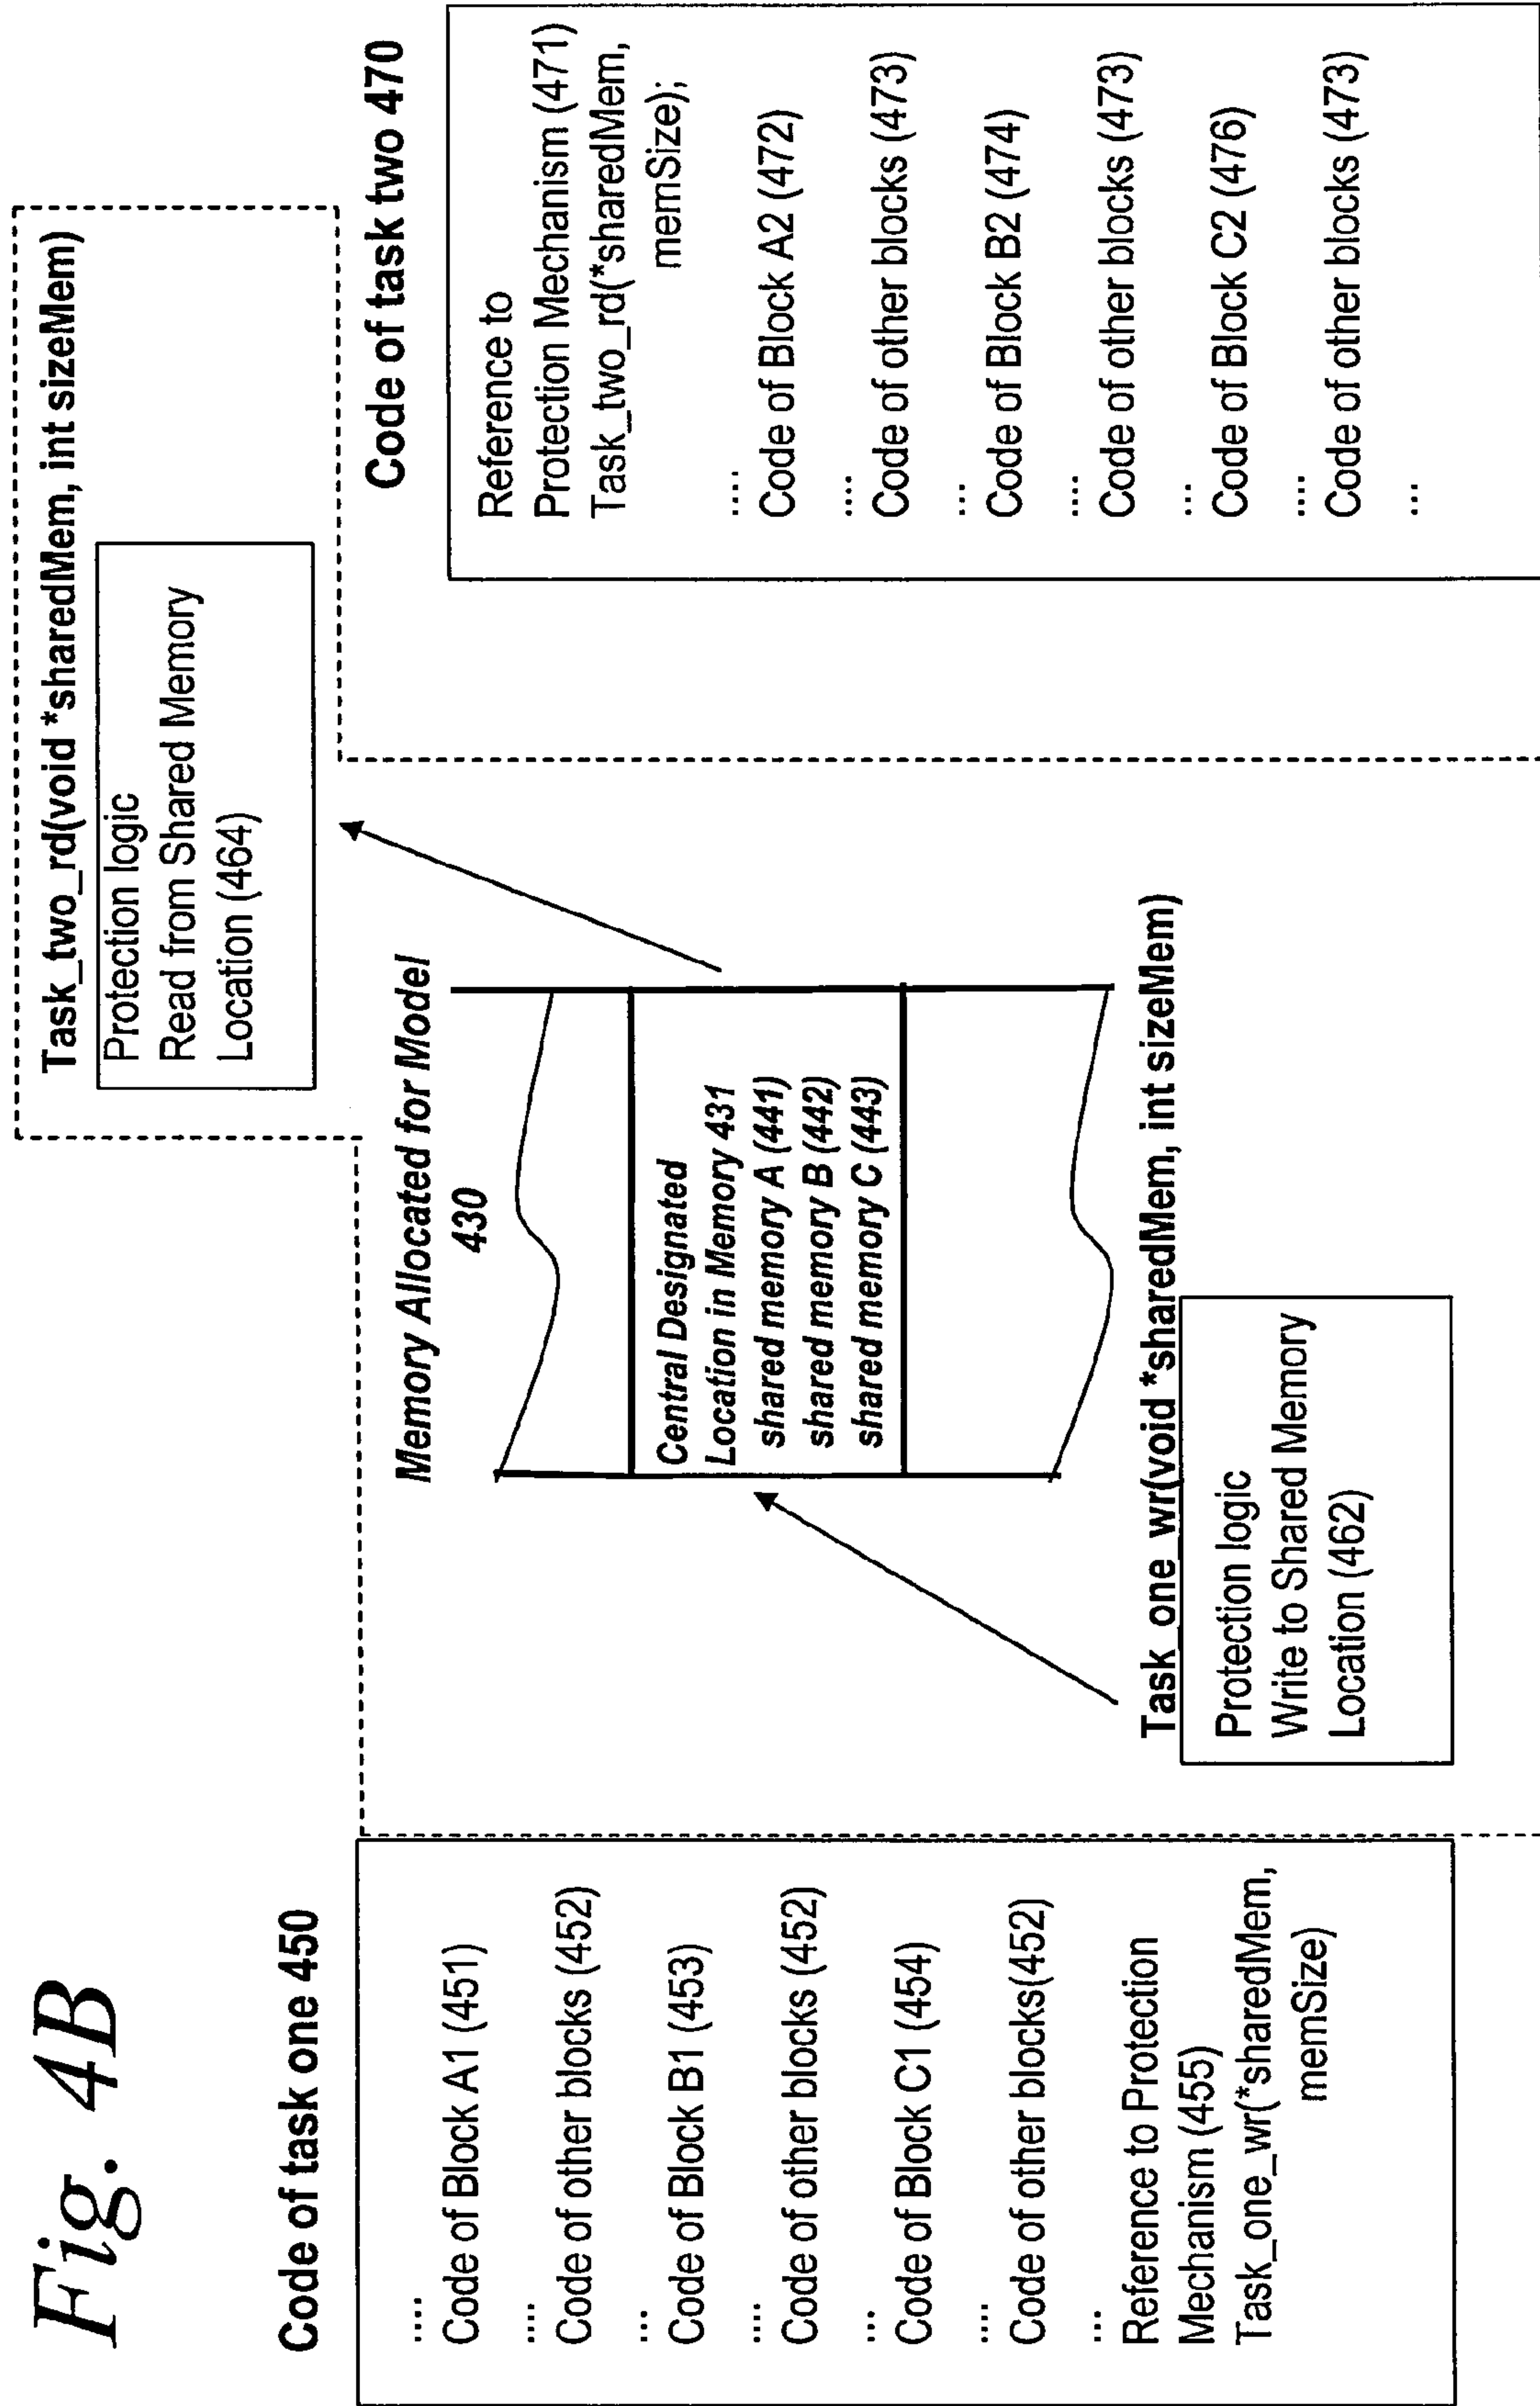 Fig. 4B
Code of task one 450
....
Code of Block A1 (451)
....
Code of other blocks (452)
...
Code of Block B1 (453)
....
Code of other blocks (452)
...
Code of Block C1 (454)
....
Code of other blocks(452)
...
Reference to Protection
Mechanism (455)
Task_one_wr(*sharedMem,
memSize)
Memory Allocated for Model
430
Central Designated
Location in Memory 431
shared memory A (441)
shared memory B (442)
shared memory C (443)
Task_one_wr(void *sharedMem, int sizeMem)
Protection logic
Write to Shared Memory
Location (462)
Task_two_rd(void *sharedMem, int sizeMem)
Protection logic
Read from Shared Memory
Location (464)
Code of task two 470
Reference to
Protection Mechanism (471)
Task_two_rd(*sharedMem,
memSize);
....
Code of Block A2 (472)
....
Code of other blocks (473)
...
Code of Block B2 (474)
....
Code of other blocks (473)
...
Code of Block C2 (476)
....
Code of other blocks (473)
...